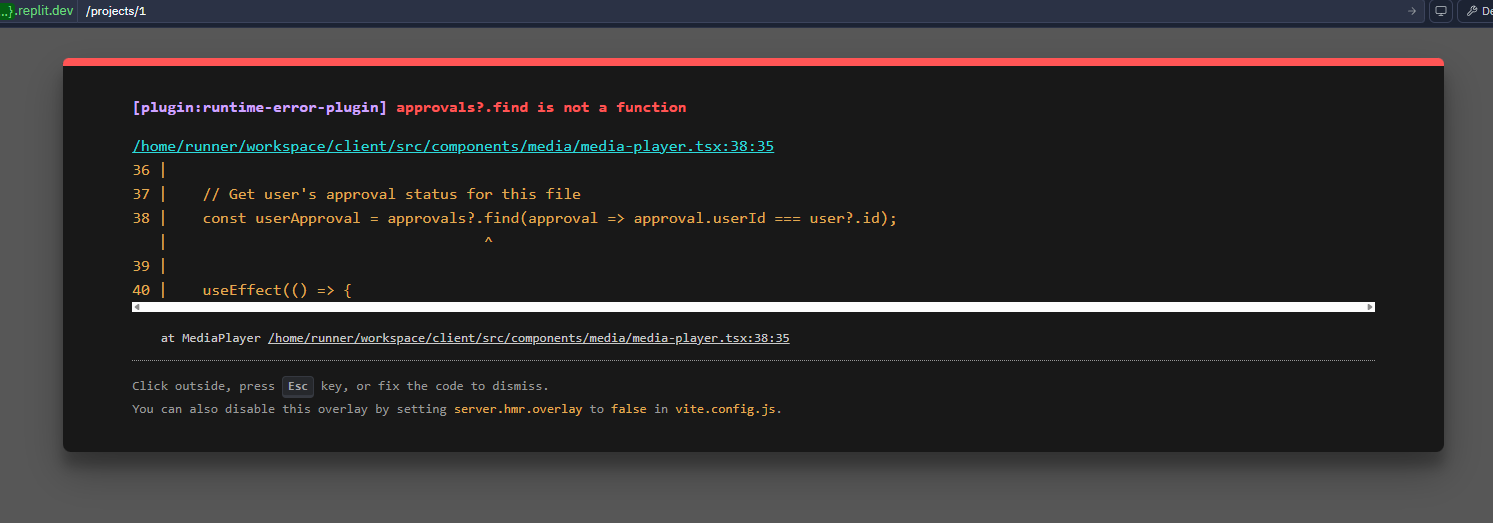 ..}.replit.dev /projects/1
De
[plugin:runtime-error-plugin] approvals?.find is not a function
/home/runner/workspace/client/src/components/media/media-player.tsx:38:35
36 |
37 |    // Get user's approval status for this file
38 |    const userApproval = approvals?.find(approval => approval.userId === user?.id);
   |                                    ^
39 |
40 |    useEffect(() => {
at MediaPlayer /home/runner/workspace/client/src/components/media/media-player.tsx:38:35
Click outside, press Esc key, or fix the code to dismiss.
You can also disable this overlay by setting server.hmr.overlay to false in vite.config.js.